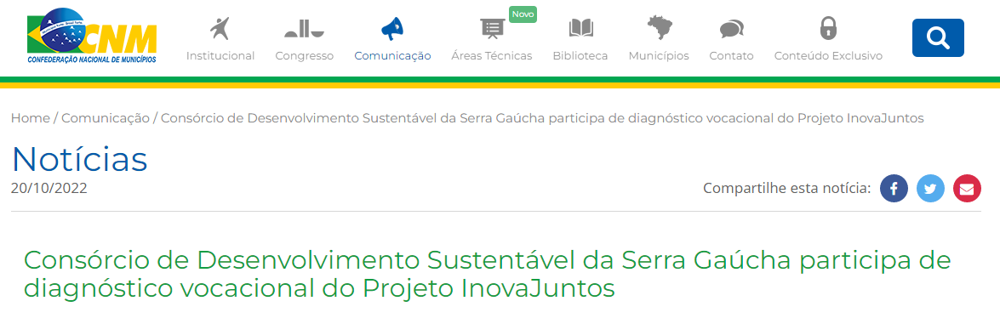 CNM
CONFEDERAÇÃO NACIONAL DE MUNICÍPIOS
Institucional
Congresso
Comunicação
Novo
Áreas Técnicas
Biblioteca
Municípios
Contato
Conteúdo Exclusivo
Home / Comunicação / Consórcio de Desenvolvimento Sustentável da Serra Gaúcha participa de diagnóstico vocacional do Projeto InovaJuntos
Notícias
20/10/2022
Compartilhe esta notícia:
Consórcio de Desenvolvimento Sustentável da Serra Gaúcha participa de
diagnóstico vocacional do Projeto InovaJuntos